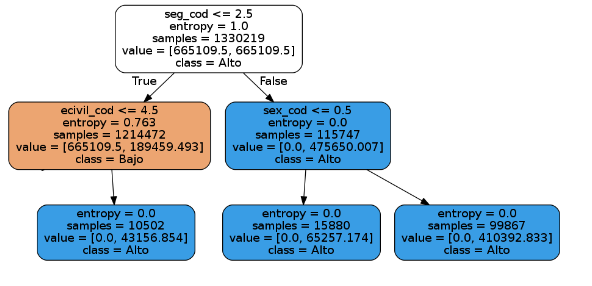 seg_cod <= 2.5
entropy = 1.0
samples = 1330219
value = [665109.5, 665109.5]
class = Alto
True
False
ecivil_cod <= 4.5
entropy = 0.763
samples = 1214472
value = [665109.5, 189459.493]
class = Bajo
sex_cod <= 0.5
entropy = 0.0
samples = 115747
value = [0.0, 475650.007]
class = Alto
entropy = 0.0
samples = 10502
value = [0.0, 43156.854]
class = Alto
entropy = 0.0
samples = 15880
value = [0.0, 65257.174]
class = Alto
entropy = 0.0
samples = 99867
value = [0.0, 410392.833]
class = Alto